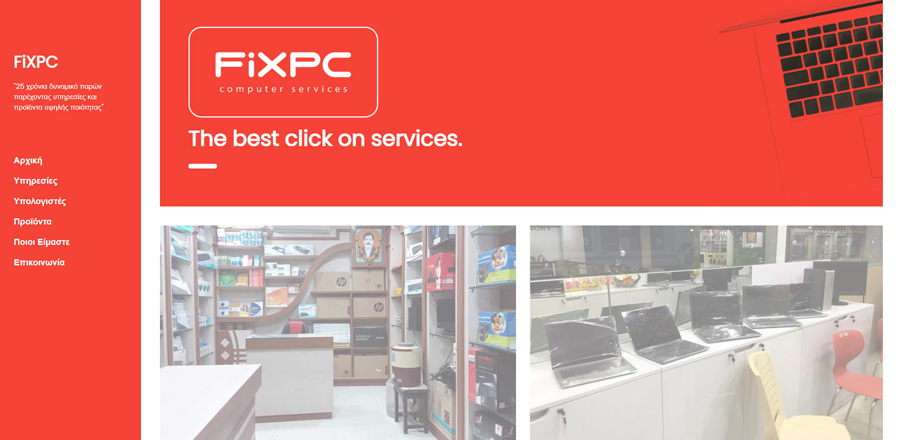 FiXPC
"25 χρόνια δυναμικό παρών
παρέχοντας υπηρεσίες και
προϊόντα υψηλής ποιότητας"
Αρχική
Υπηρεσίες
Υπολογιστές
Προϊόντα
Ποιοι Είμαστε
Επικοινωνία
FiXPC
computer services
The best click on services.